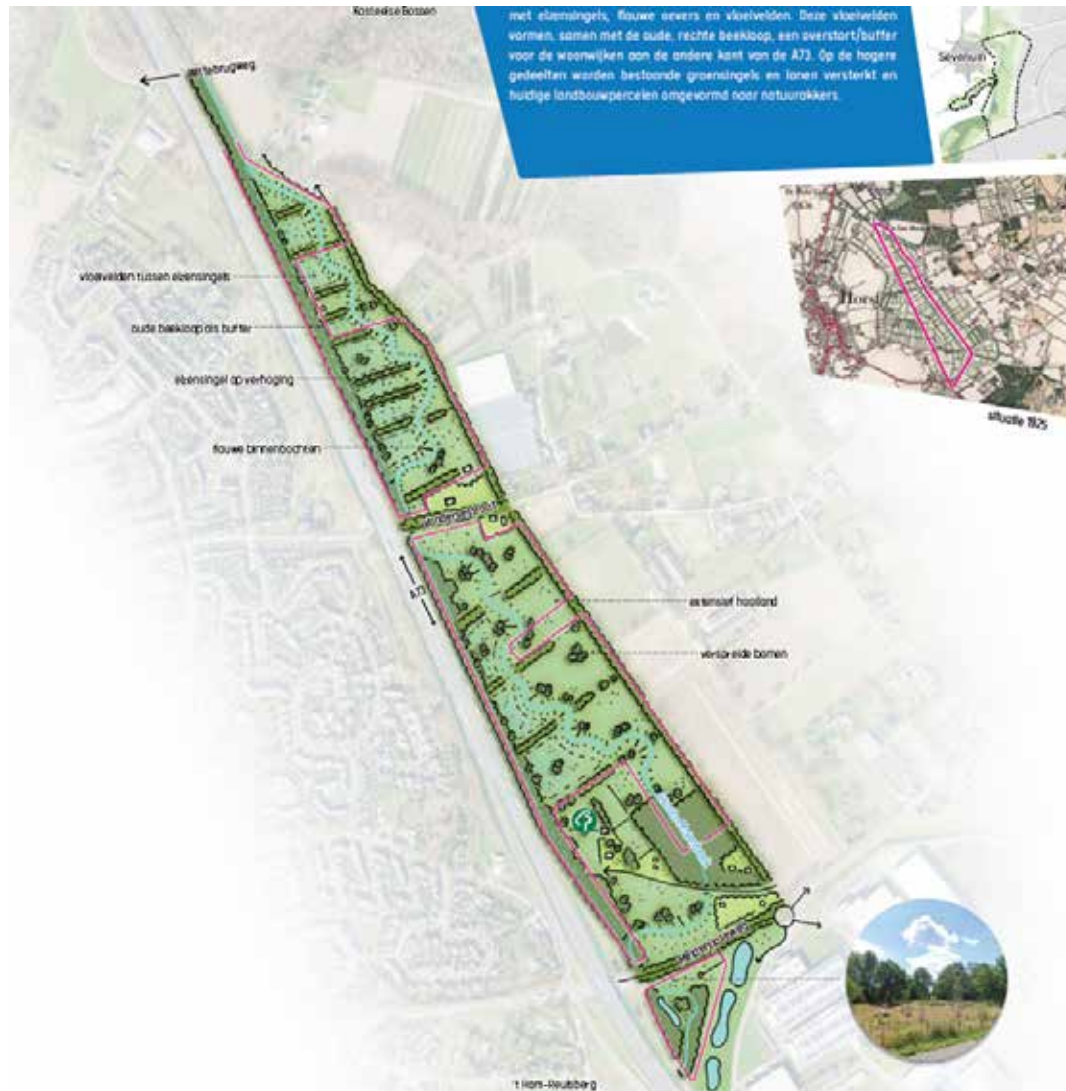 Kasteelse Bossen
met elzensingels, flauwe oevers en vloeivelden. Deze vloeivelden
vormen, samen met de oude, rechte beekloop, een overstort/buffer
voor de woonwijken aan de andere kant van de A73. Op de hogere
gedeelten worden bestaande groensingels en lanen versterkt en
huidige landbouwpercelen omgevormd naar natuurakkers.
Sevenum
Horst
situatie 1925
vloeivelden tussen elzensingels
oude beekloop als buffer
elzensingel op verhoging
flauwe binnenbochten
A73
extensief hooiland
verspreide bomen
't Ham-Reulsberg